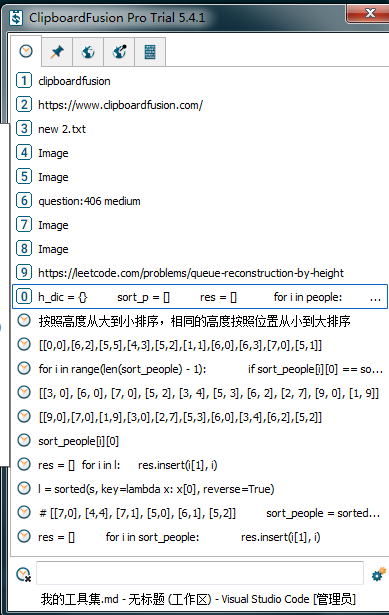 ClipboardFusion Pro Trial 5.4.1
1 clipboardfusion
2 https://www.clipboardfusion.com/
3 new 2.txt
4 Image
5 Image
6 question:406 medium
7 Image
8 Image
9 https://leetcode.com/problems/queue-reconstruction-by-height
0 h_dic = {} sort_p = [] res = [] for i in people: ...
按照高度从大到小排序，相同的高度按照位置从小到大排序
[[0,0],[6,2],[5,5],[4,3],[5,2],[1,1],[6,0],[6,3],[7,0],[5,1]]
for i in range(len(sort_people) - 1): if sort_people[i][0] == so...
[[3, 0], [6, 0], [7, 0], [5, 2], [3, 4], [5, 3], [6, 2], [2, 7], [9, 0], [1, 9]]
[[9,0],[7,0],[1,9],[3,0],[2,7],[5,3],[6,0],[3,4],[6,2],[5,2]]
sort_people[i][0]
res = [] for i in l: res.insert(i[1], i)
l = sorted(s, key=lambda x: x[0], reverse=True)
# [[7,0], [4,4], [7,1], [5,0], [6,1], [5,2]] sort_people = sorted...
res = [] for i in sort_people: res.insert(i[1], i)
我的工具集.md - 无标题 (工作区) - Visual Studio Code [管理员]